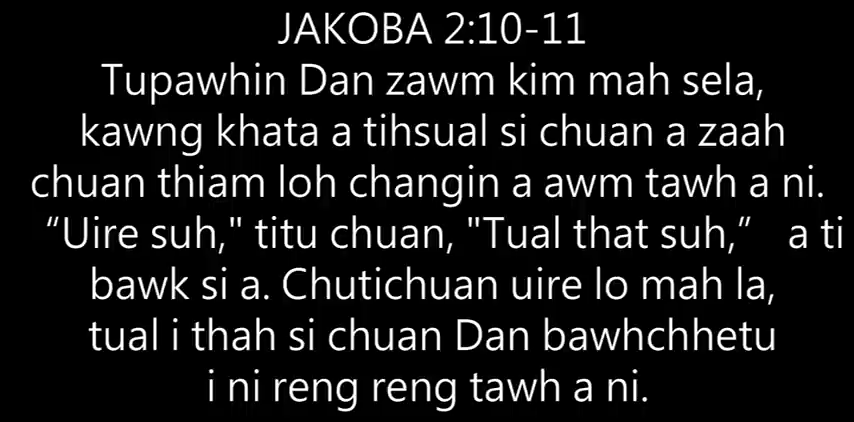 JAKOBA 2:10-11
Tupawhin Dan zawm kim mah sela,
kawng khata a tihsual si chuan a zaah
chuan thiam loh changin a awm tawh a ni.
“Uire suh," titu chuan, "Tual that suh,” a ti
bawk si a. Chutichuan uire lo mah la,
tual i thah si chuan Dan bawhchhetu
i ni reng reng tawh a ni.